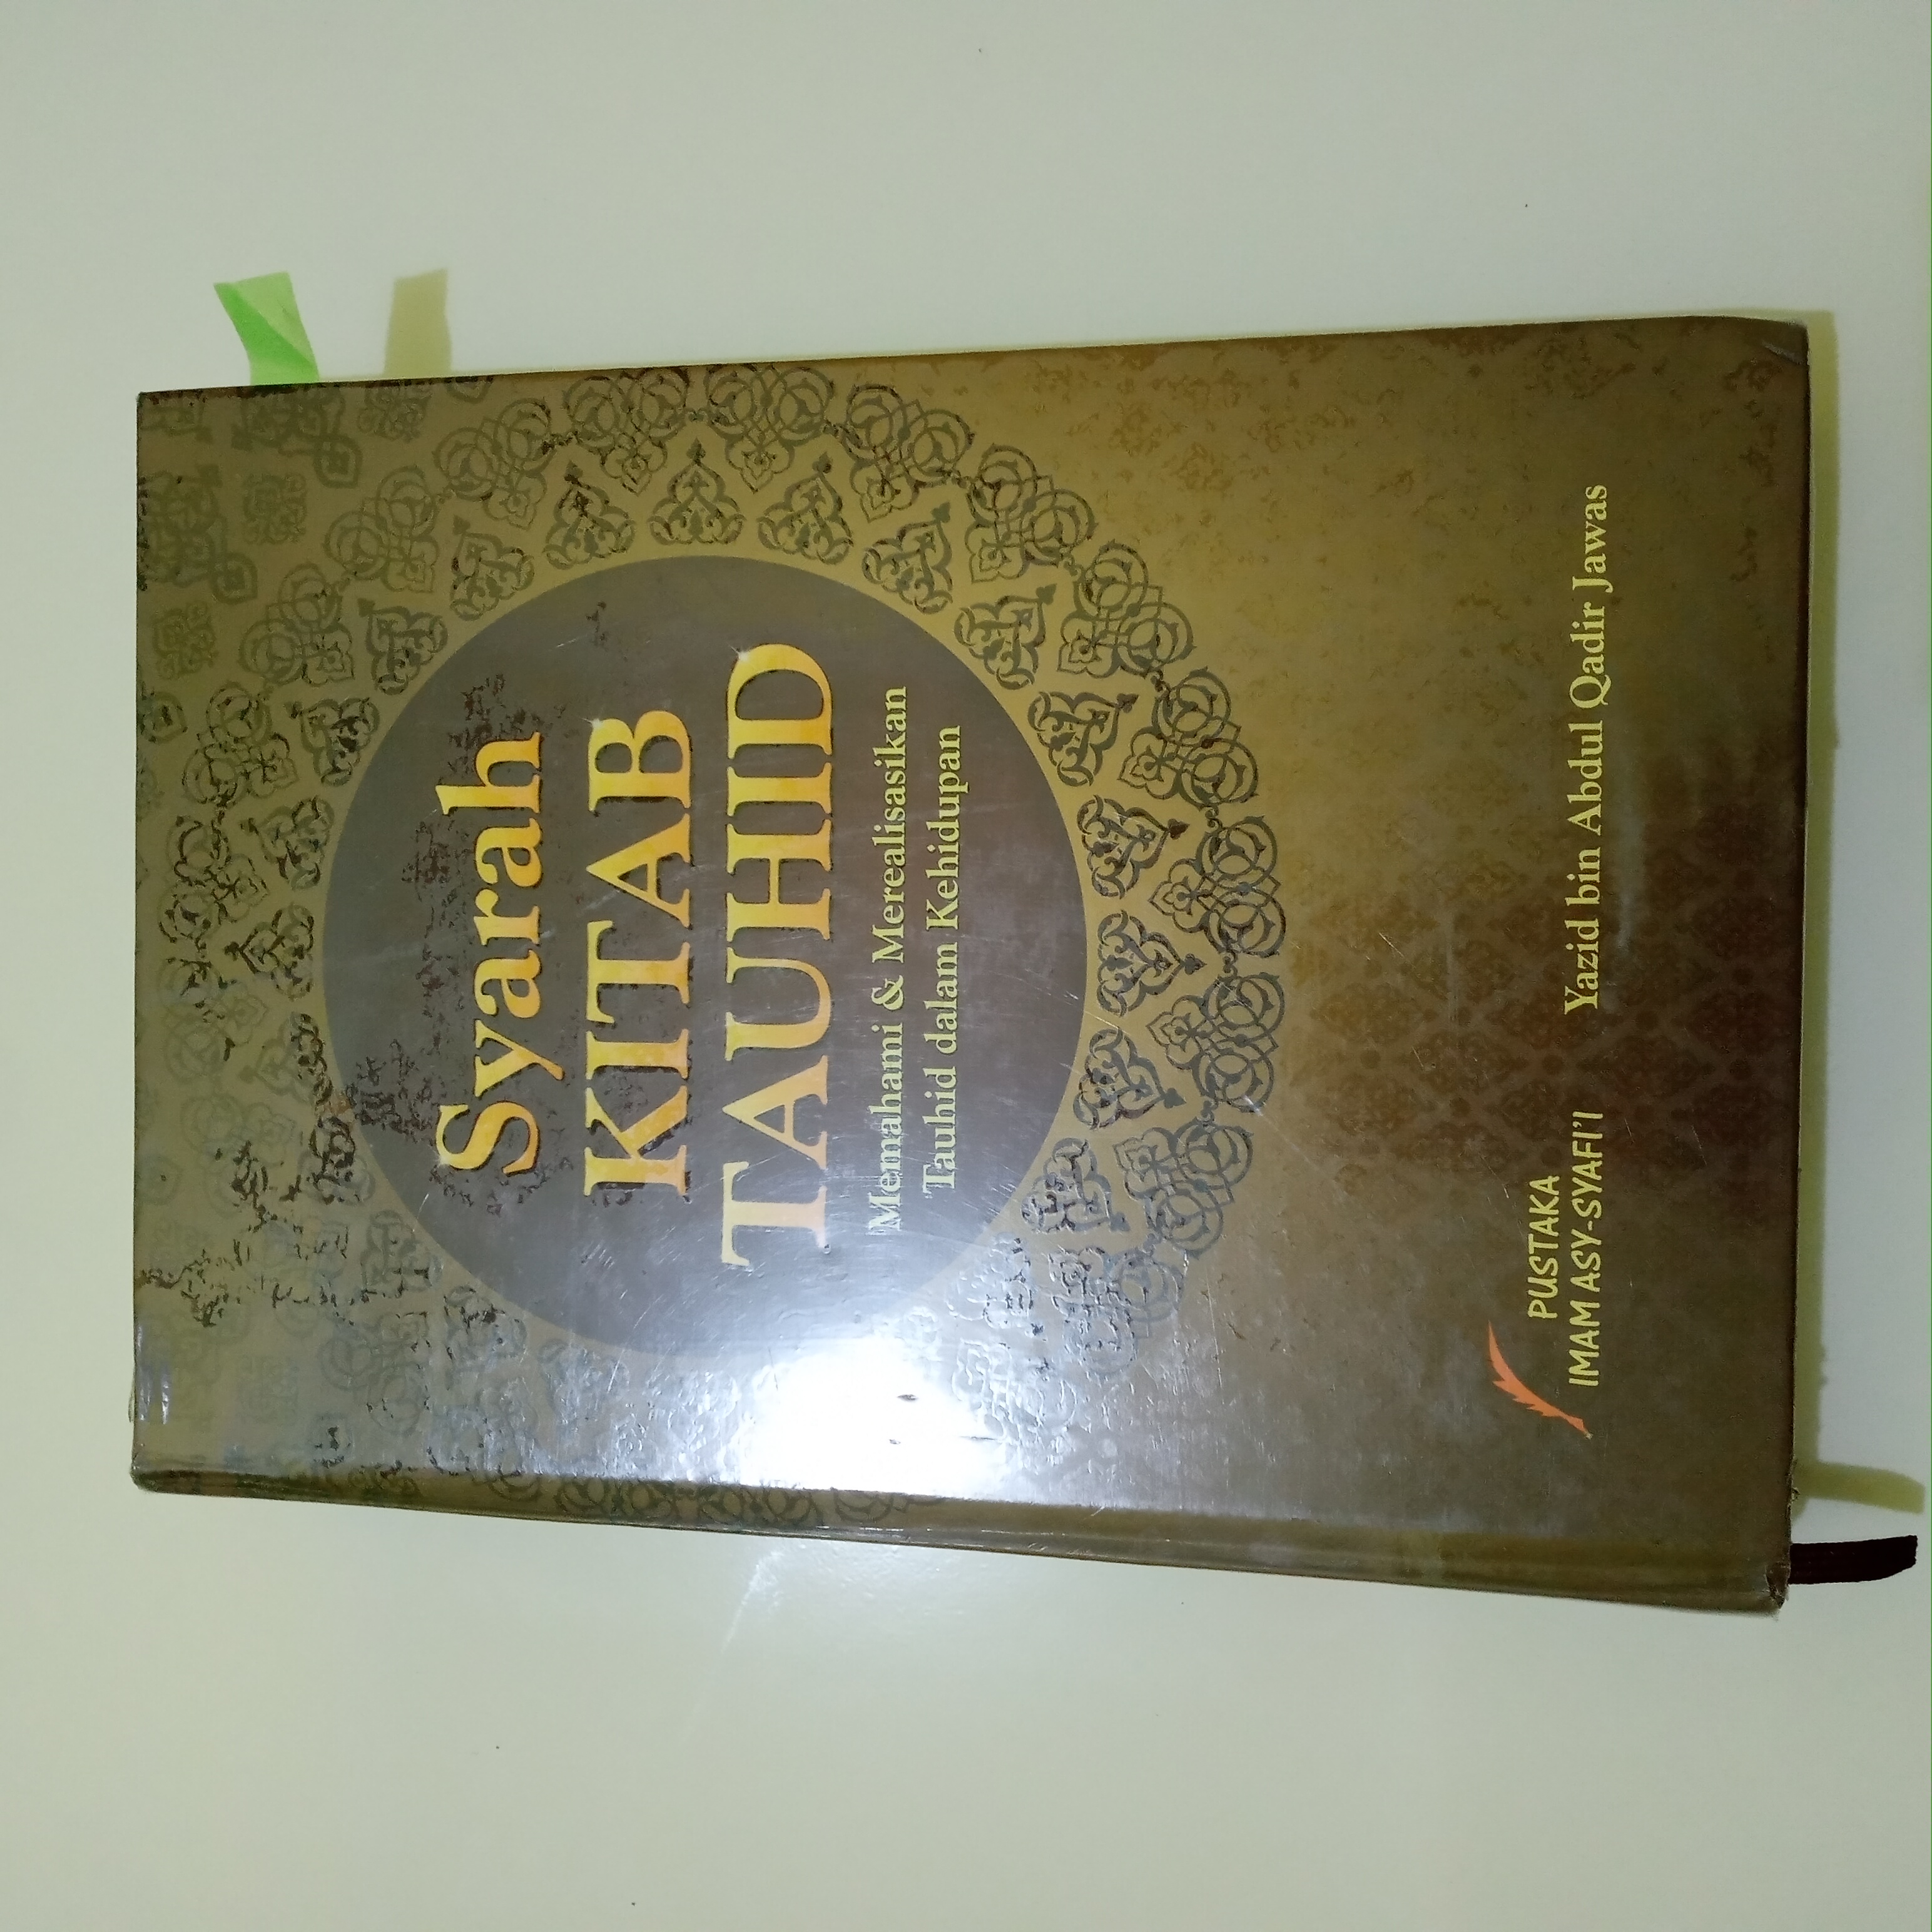 Syarah
KITAB
TAUHID
Memahami & Merealisasikan
Tauhid dalam Kehidupan
PUSTAKA
IMAM ASY-SYAFI'I
Yazid bin Abdul Qadir Jawas